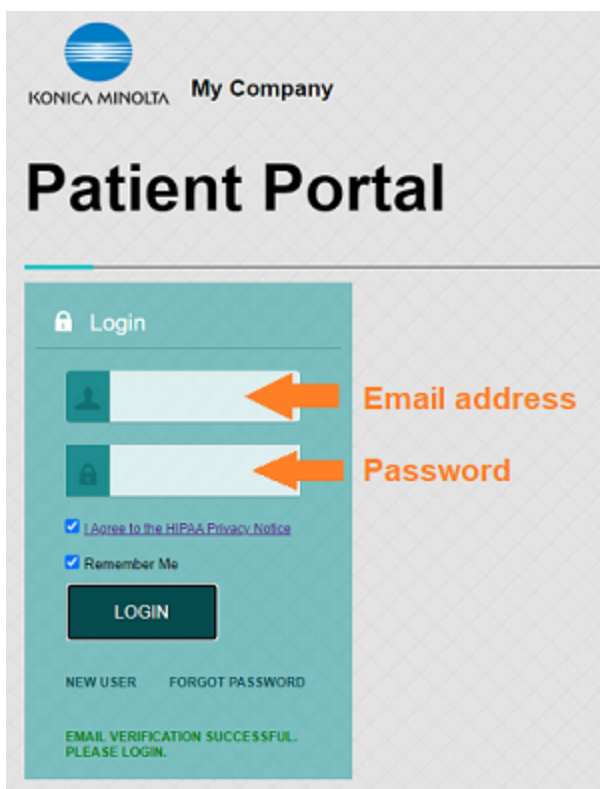 KONICA MINOLTA
My Company
Patient Portal
Login
Email address
Password
I Agree to the HIPAA Privacy Notice
Remember Me
LOGIN
NEW USER FORGOT PASSWORD
EMAIL VERIFICATION SUCCESSFUL.
PLEASE LOGIN.